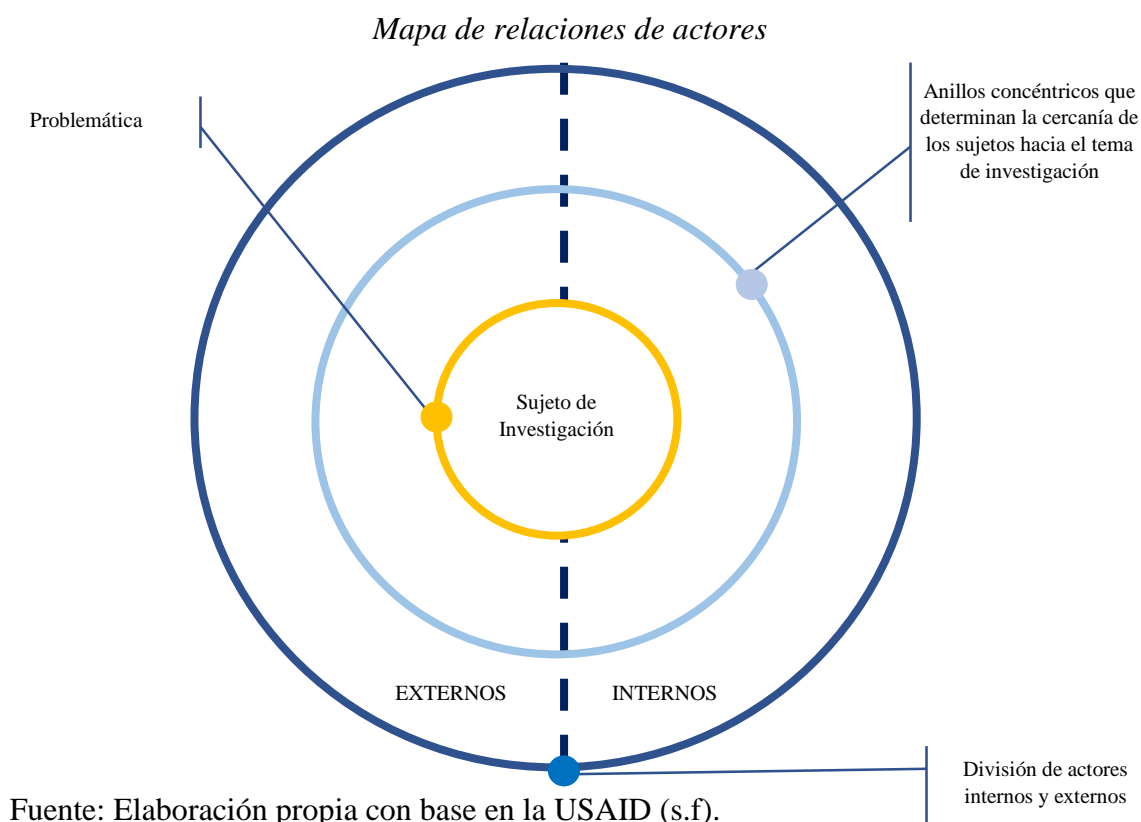 Mapa de relaciones de actores
Problemática
Anillos concéntricos que
determinan la cercanía de
los sujetos hacia el tema
de investigación
Sujeto de
Investigación
EXTERNOS
INTERNOS
División de actores
internos y externos
Fuente: Elaboración propia con base en la USAID (s.f).